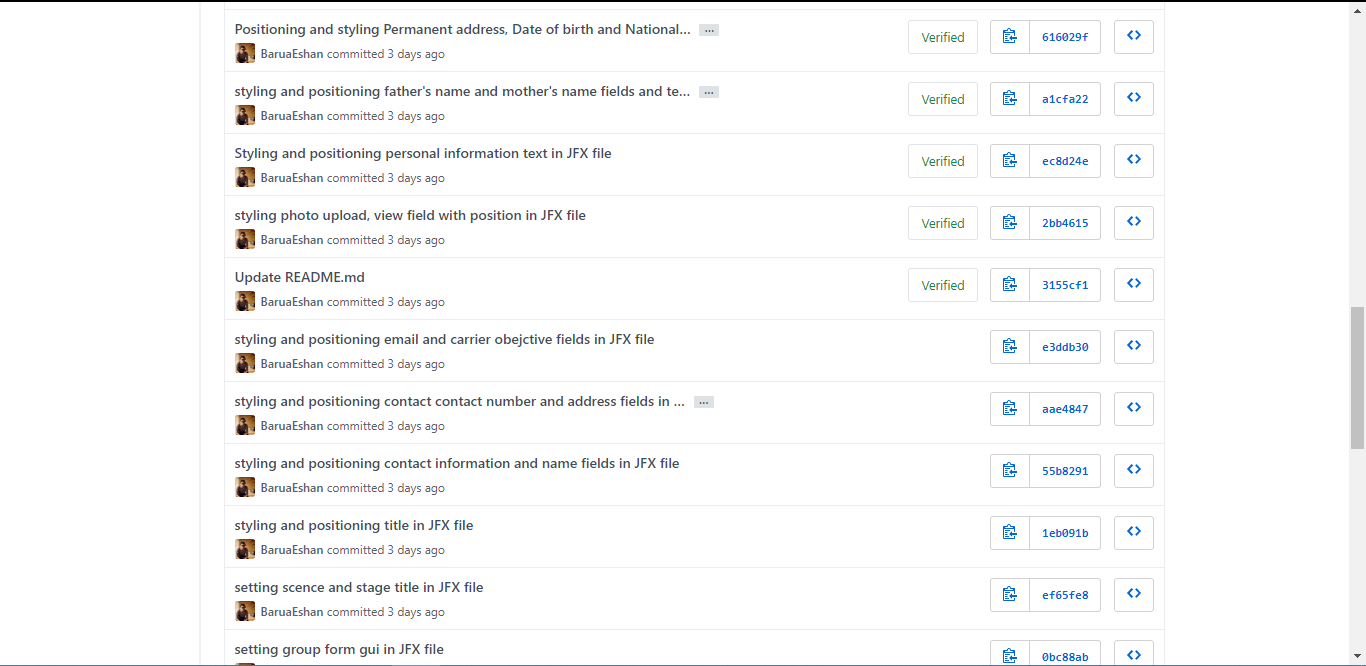 Positioning and styling Permanent address, Date of birth and National... ...
Verified
616029f
BaruaEshan committed 3 days ago
styling and positioning father's name and mother's name fields and te... ...
Verified
a1cfa22
BaruaEshan committed 3 days ago
Styling and positioning personal information text in JFX file
Verified
ec8d24e
BaruaEshan committed 3 days ago
styling photo upload, view field with position in JFX file
Verified
2bb4615
BaruaEshan committed 3 days ago
Update README.md
Verified
3155cf1
BaruaEshan committed 3 days ago
styling and positioning email and carrier obejctive fields in JFX file
e3ddb30
BaruaEshan committed 3 days ago
styling and positioning contact contact number and address fields in ... ...
aae4847
BaruaEshan committed 3 days ago
styling and positioning contact information and name fields in JFX file
55b8291
BaruaEshan committed 3 days ago
styling and positioning title in JFX file
1eb091b
BaruaEshan committed 3 days ago
setting scence and stage title in JFX file
ef65fe8
BaruaEshan committed 3 days ago
setting group form gui in JFX file
0bc88ab